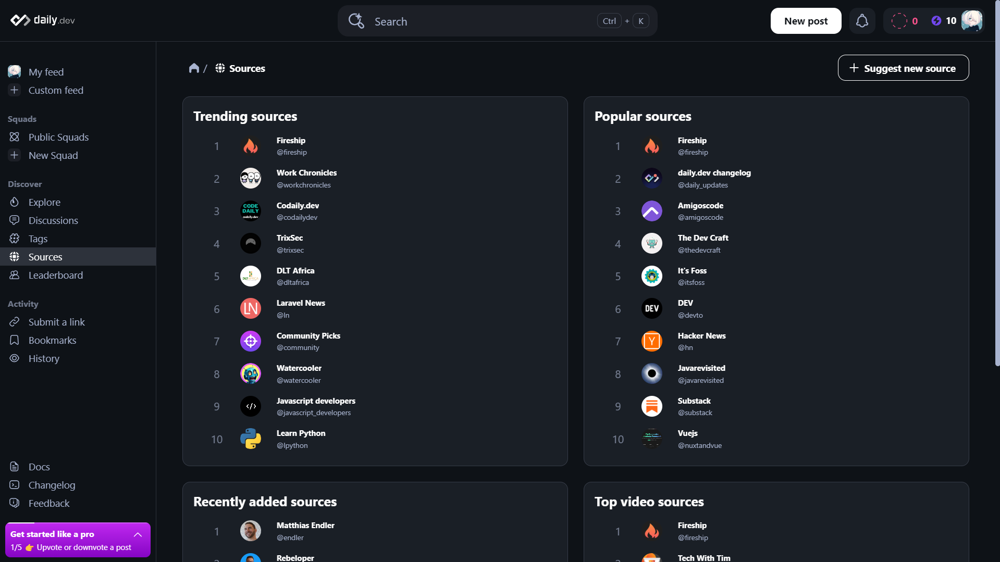 daily.dev
Search
Ctrl + K
New post
0
10
My feed
Custom feed
Squads
Public Squads
New Squad
Discover
Explore
Discussions
Tags
Sources
Leaderboard
Activity
Submit a link
Bookmarks
History
Docs
Changelog
Feedback
Get started like a pro
1/5 👉 Upvote or downvote a post
/ Sources
Suggest new source
Trending sources
1
Fireship
@fireship
2
Work Chronicles
@workchronicles
3
CODE
DAILY
codaily.dev
Codaily.dev
@codailydev
4
TrixSec
@trixsec
5
DLT Africa
@dltafrica
6
LN
Laravel News
@ln
7
Community Picks
@community
8
Watercooler
@watercooler
9
</>
Javascript developers
@javascript_developers
10
Learn Python
@lpython
Popular sources
1
Fireship
@fireship
2
daily.dev changelog
@daily_updates
3
Amigoscode
@amigoscode
4
The Dev Craft
@thedevcraft
5
It's Foss
@itsfoss
6
DEV
DEV
@devto
7
Y
Hacker News
@hn
8
Javarevisited
@javarevisited
9
Substack
@substack
10
Vuejs
@nuxtandvue
Recently added sources
1
Matthias Endler
@endler
Rebeloper
Top video sources
1
Fireship
@fireship
Tech With Tim